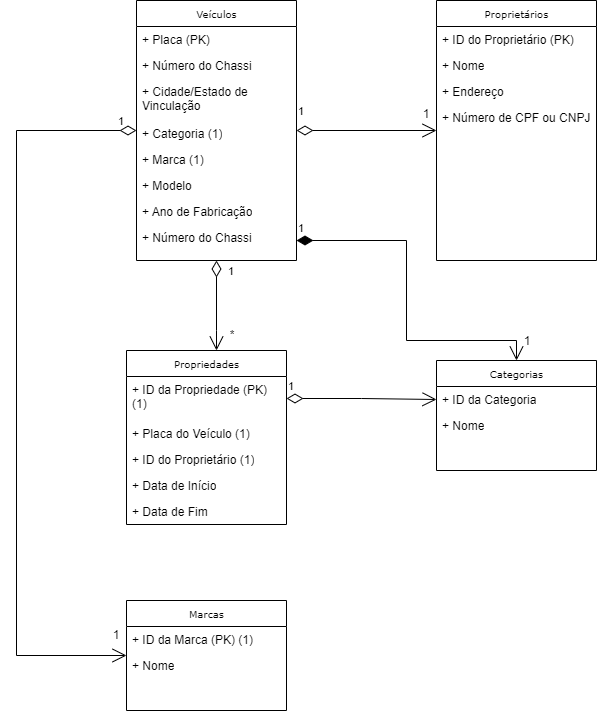 Veículos
+ Placa (PK)
+ Número do Chassi
+ Cidade/Estado de
Vinculação
+ Categoria (1)
+ Marca (1)
+ Modelo
+ Ano de Fabricação
+ Número do Chassi
Proprietários
+ ID do Proprietário (PK)
+ Nome
+ Endereço
+ Número de CPF ou CNPJ
1
1
1
1
1
*
1
Propriedades
+ ID da Propriedade (PK)
(1)
+ Placa do Veículo (1)
+ ID do Proprietário (1)
+ Data de Início
+ Data de Fim
1
Categorias
+ ID da Categoria
+ Nome
1
Marcas
+ ID da Marca (PK) (1)
+ Nome